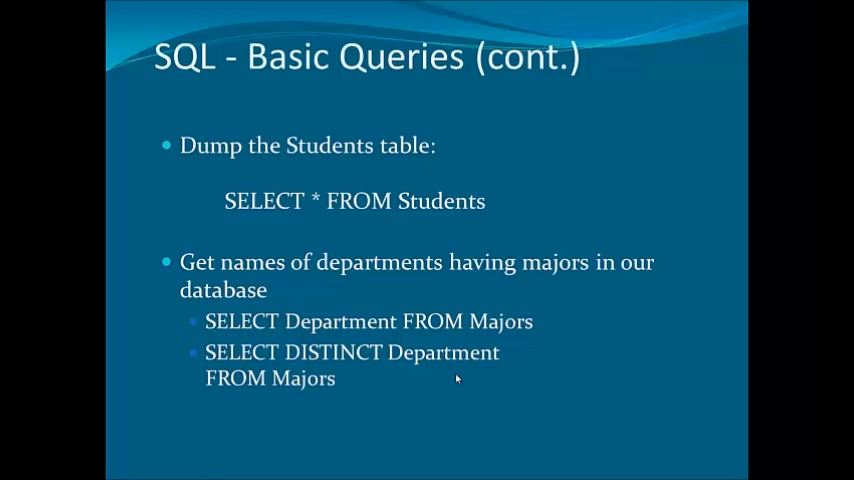 SQL - Basic Queries (cont.)
Dump the Students table:
SELECT * FROM Students
Get names of departments having majors in our
database
SELECT Department FROM Majors
SELECT DISTINCT Department
FROM Majors